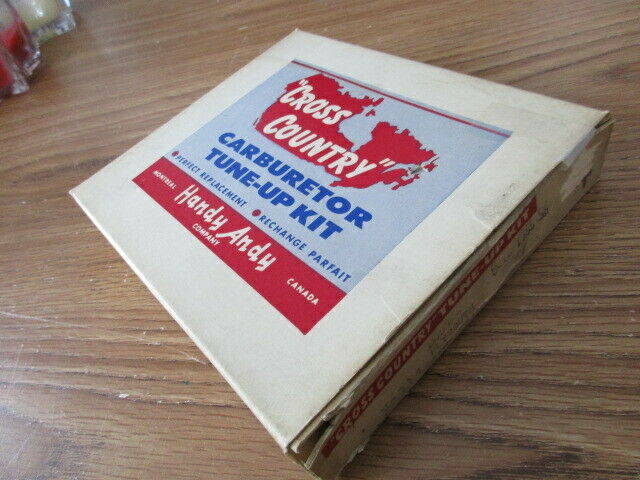 "CROSS
COUNTRY"
CARBURETOR
TUNE-UP KIT
• PERFECT REPLACEMENT • RECHANGE PARFAIT
MONTREAL Handy Andy CANADA
COMPANY
"CROSS COUNTRY" TUNE-UP KIT